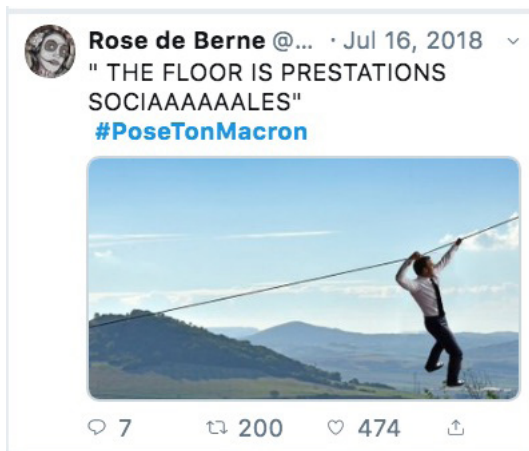 Rose de Berne @... · Jul 16, 2018
" THE FLOOR IS PRESTATIONS
SOCIAAAAAALES"
#PoseTonMacron
7 200 474